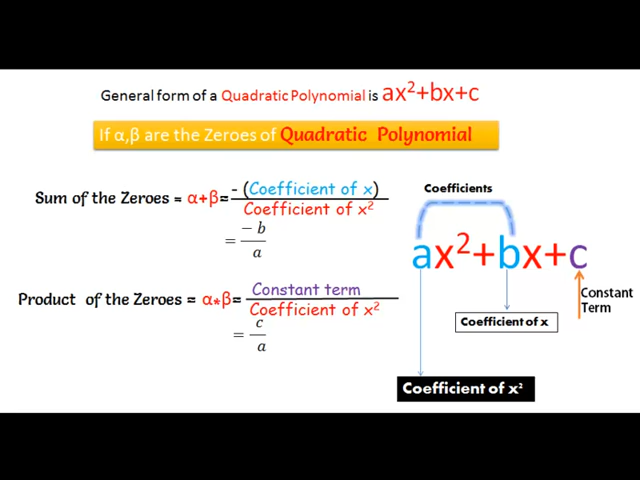 General form of a Quadratic Polynomial is ax²+bx+c
If α,β are the Zeroes of Quadratic Polynomial
Sum of the Zeroes = α+β= - (Coefficient of x)
Coefficient of x²
= −b
a
Product of the Zeroes = α*β= Constant term
Coefficient of x²
= c
a
Coefficients
ax²+bx+c
Constant
Term
Coefficient of x
Coefficient of x²